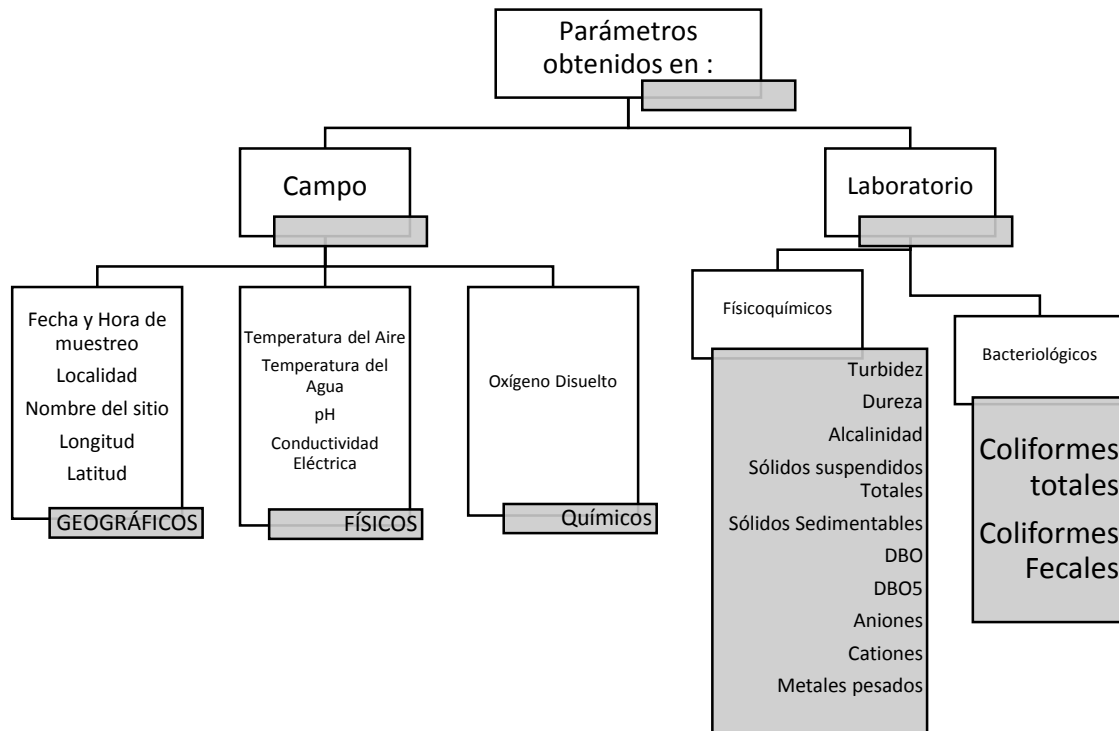 Parámetros
obtenidos en :
Campo
Laboratorio
Fecha y Hora de
muestreo
Localidad
Nombre del sitio
Longitud
Latitud
GEOGRÁFICOS
Temperatura del Aire
Temperatura del
Agua
pH
Conductividad
Eléctrica
FÍSICOS
Oxígeno Disuelto
Químicos
Físicoquímicos
Turbidez
Dureza
Alcalinidad
Sólidos suspendidos
Totales
Sólidos Sedimentables
DBO
DBO5
Aniones
Cationes
Metales pesados
Bacteriológicos
Coliformes
totales
Coliformes
Fecales